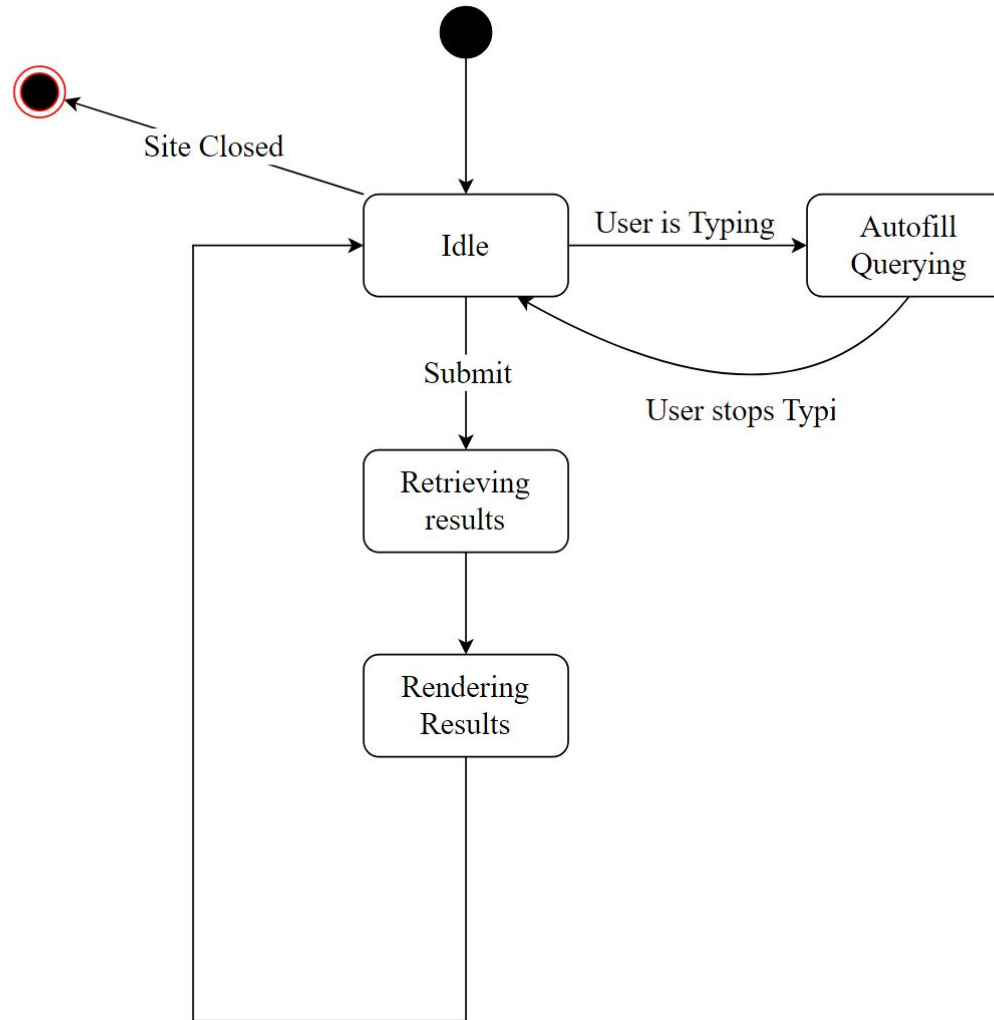 Site Closed
Idle
User is Typing
Autofill
Querying
Submit
User stops Typi
Retrieving
results
Rendering
Results